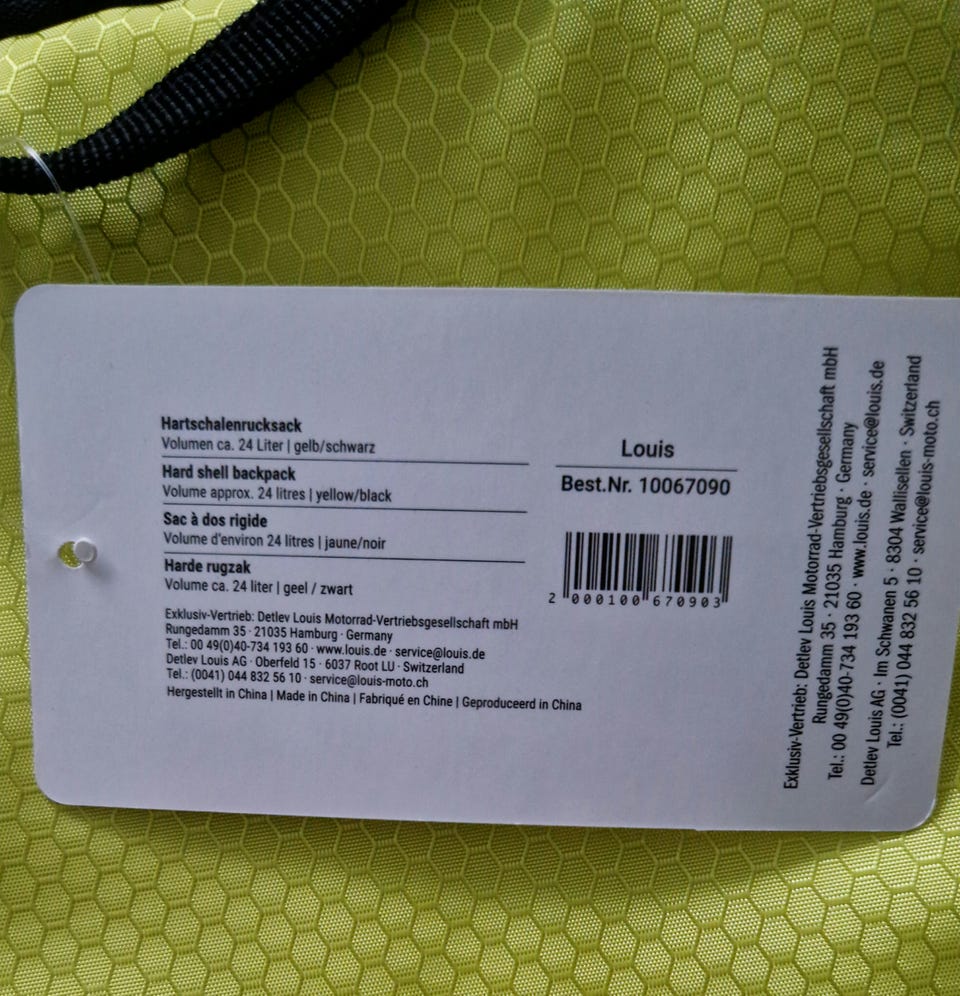 Hartschalenrucksack
Volumen ca. 24 Liter | gelb/schwarz
Hard shell backpack
Volume approx. 24 litres | yellow/black
Sac à dos rigide
Volume d'environ 24 litres | jaune/noir
Harde rugzak
Volume ca. 24 liter | geel / zwart
Exklusiv-Vertrieb: Detlev Louis Motorrad-Vertriebsgesellschaft mbH
Rungedamm 35 · 21035 Hamburg · Germany
Tel.: 00 49(0)40-734 193 60 · www.louis.de · service@louis.de
Detlev Louis AG · Oberfeld 15 · 6037 Root LU · Switzerland
Tel.: (0041) 044 832 56 10 · service@louis-moto.ch
Hergestellt in China | Made in China | Fabriqué en Chine | Geproduceerd in China
Louis
Best.Nr. 10067090
2 000100 670903
Exklusiv-Vertrieb: Detlev Louis Motorrad-Vertriebsgesellschaft mbH
Rungedamm 35 · 21035 Hamburg · Germany
Tel.: 00 49(0)40-734 193 60 · www.louis.de · service@louis.de
Detlev Louis AG · Im Schwanen 5 · 8304 Wallisellen · Switzerland
Tel.: (0041) 044 832 56 10 · service@louis-moto.ch